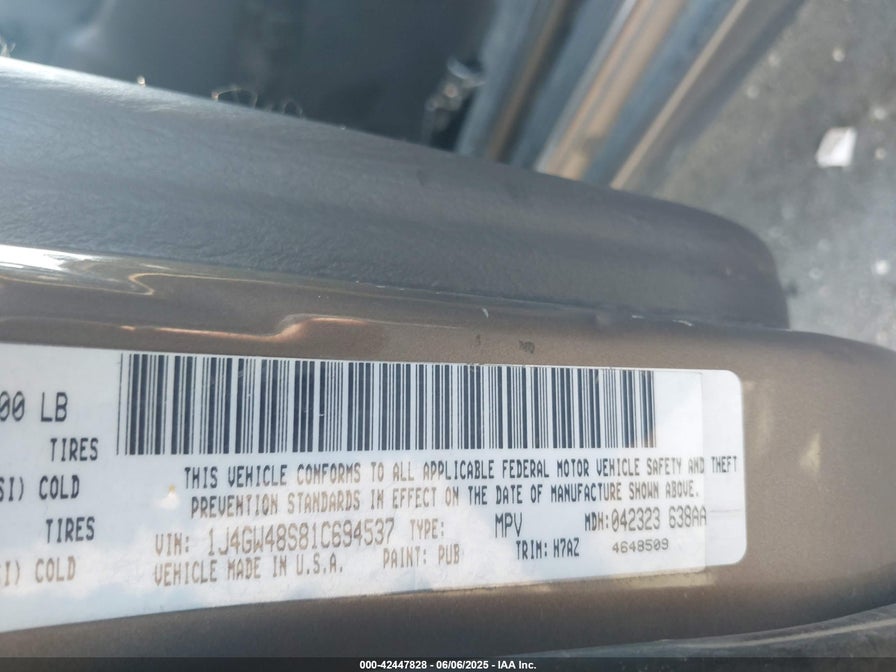 00 LB
TIRES
SI) COLD
TIRES
I) COLD
THIS VEHICLE CONFORMS TO ALL APPLICABLE FEDERAL MOTOR VEHICLE SAFETY AND THEFT
PREVENTION STANDARDS IN EFFECT ON THE DATE OF MANUFACTURE SHOWN ABOVE.
VIN: 1J4GW48S81C694537 TYPE: MPV MDH: 042323 638AA
VEHICLE MADE IN U.S.A. PAINT: PUB TRIM: H7AZ 4648509
000-42447828 - 06/06/2025 - IAA Inc.